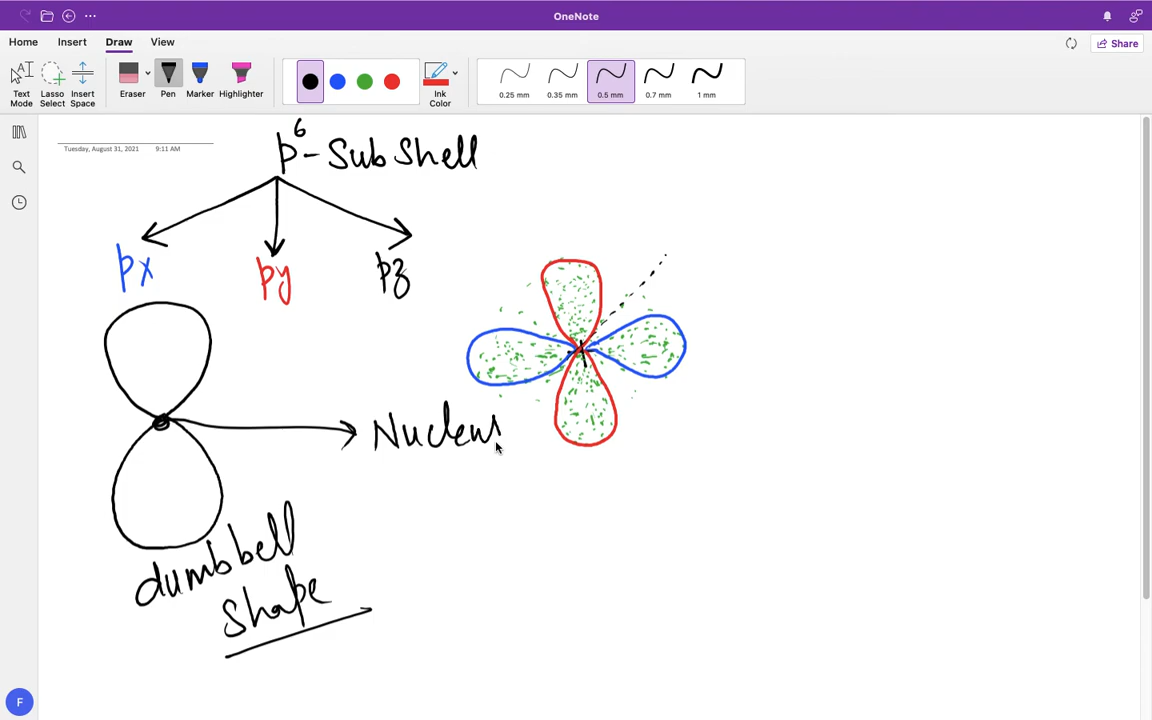 OneNote
Home Insert Draw View
Share
Text Mode
Lasso Select
Insert Space
Eraser
Pen
Marker
Highlighter
Ink Color
0.25 mm
0.35 mm
0.5 mm
0.7 mm
1 mm
Tuesday, August 31, 2021 9:11 AM
p⁶-Subshell
px py pz
Nucleus
dumbbell
Shape
F